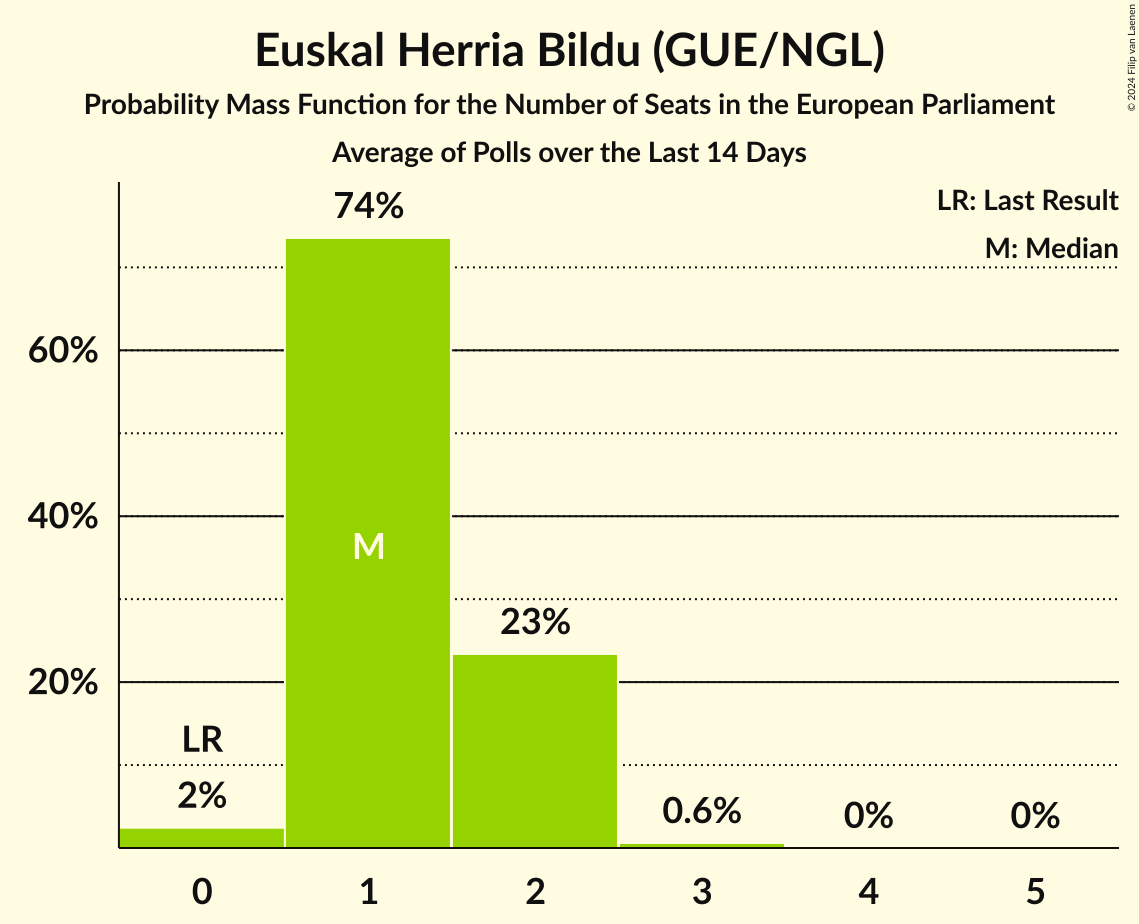 Euskal Herria Bildu (GUE/NGL)
Probability Mass Function for the Number of Seats in the European Parliament
Average of Polls over the Last 14 Days
© 2024 Filip van Laenen
LR: Last Result
M: Median
74%
60%
M
40%
23%
20%
LR
2%
0.6%
0%
0%
0 1 2 3 4 5